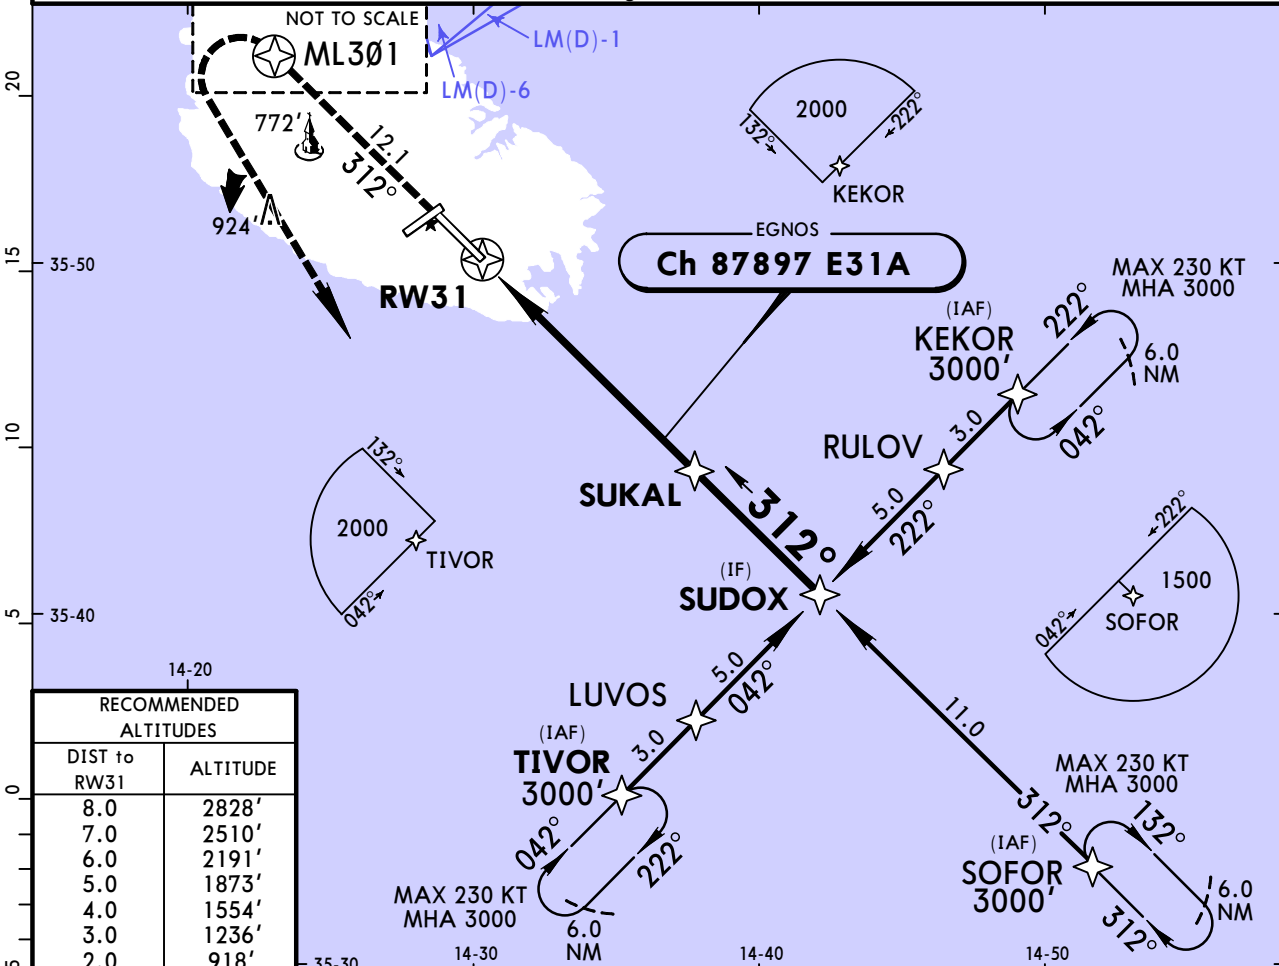 NOT TO SCALE
ML3Ø1
LM(D)-1
LM(D)-6
772'
12.1
312°
924'
RW31
20
15
10
5
0
5
35-50
35-40
35-30
14-20
14-30
14-40
14-50
2000
132°
222°
KEKOR
EGNOS
Ch 87897 E31A
MAX 230 KT
MHA 3000
(IAF)
KEKOR
3000'
222°
6.0
NM
042°
3.0
RULOV
5.0
222°
SUKAL
312°
(IF)
SUDOX
132°
2000
TIVOR
042°
222°
1500
SOFOR
042°
5.0
042°
LUVOS
3.0
(IAF)
TIVOR
3000'
042°
222°
MAX 230 KT
MHA 3000
6.0
NM
11.0
312°
MAX 230 KT
MHA 3000
132°
(IAF)
SOFOR
3000'
6.0
NM
312°
RECOMMENDED
ALTITUDES
DIST to RW31 ALTITUDE
8.0 2828'
7.0 2510'
6.0 2191'
5.0 1873'
4.0 1554'
3.0 1236'
2.0 918'